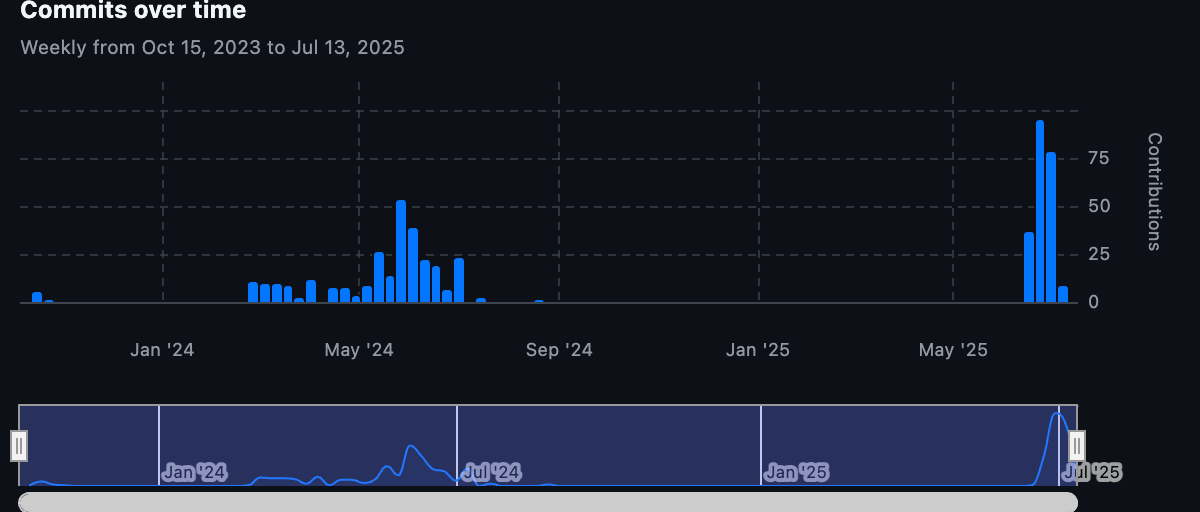 Commits over time
Weekly from Oct 15, 2023 to Jul 13, 2025
75
50
25
0
Contributions
Jan '24 May '24 Sep '24 Jan '25 May '25
Jan '24 Jul '24 Jan '25 Jul '25